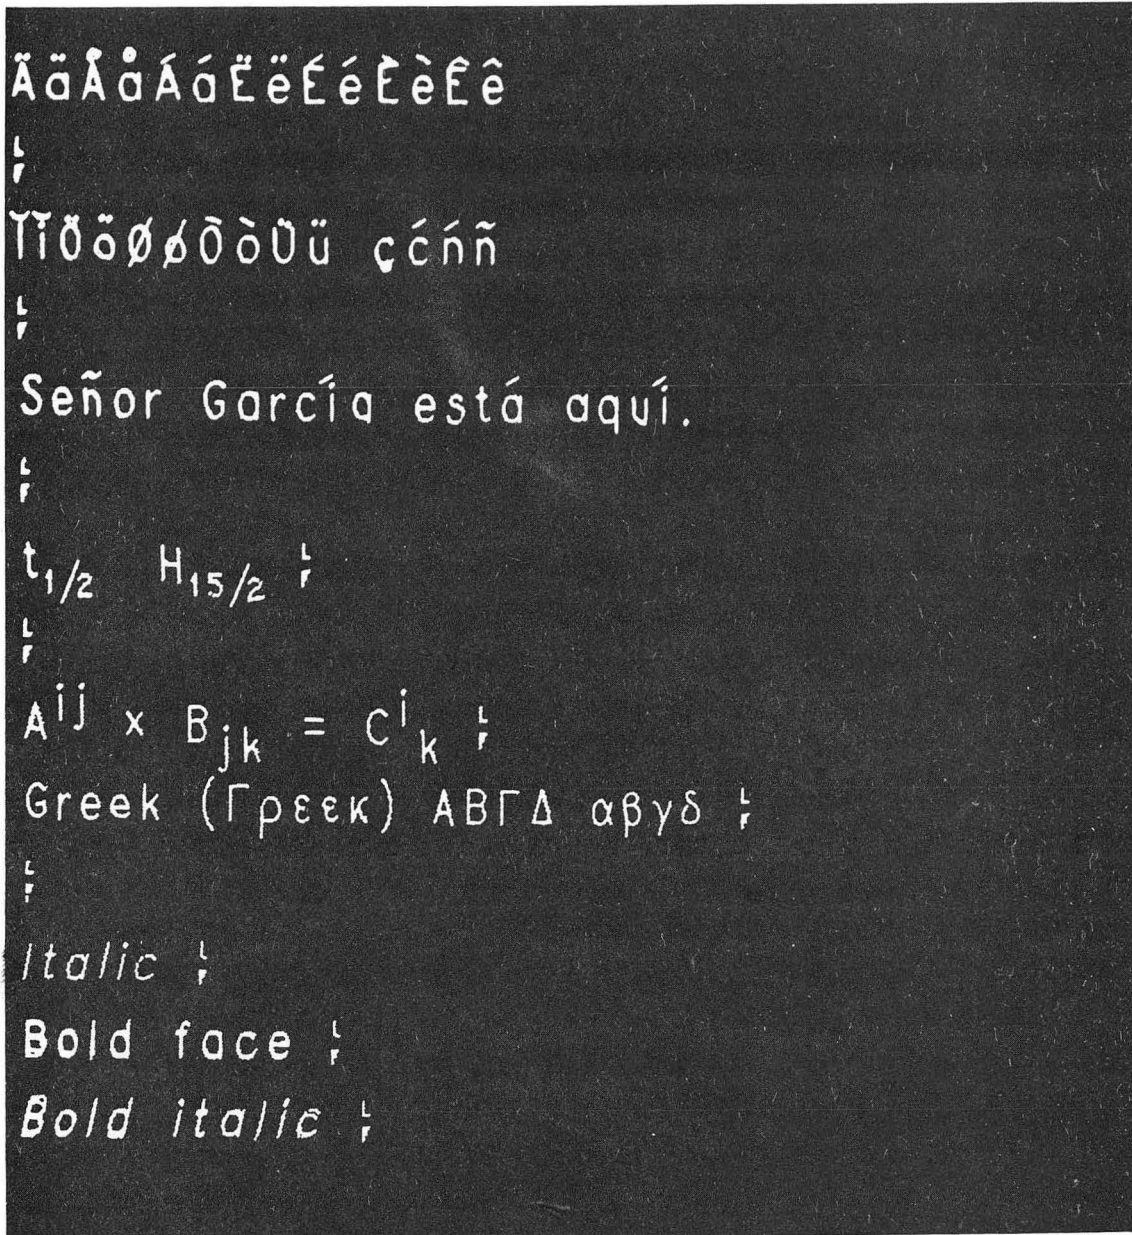 ÄäÅåÁáËëÉéÈèÊê
␊
ÏïÖöØøÒòÜü çćńñ
␊
Señor García está aquí.
␊
t₁/₂ H₁₅/₂ ␊
␊
Aⁱʲ x Bⱼₖ = Cⁱₖ ␊
Greek (Γρεεκ) ΑΒΓΔ αβγδ ␊
␊
Italic ␊
Bold face ␊
Bold italic ␊